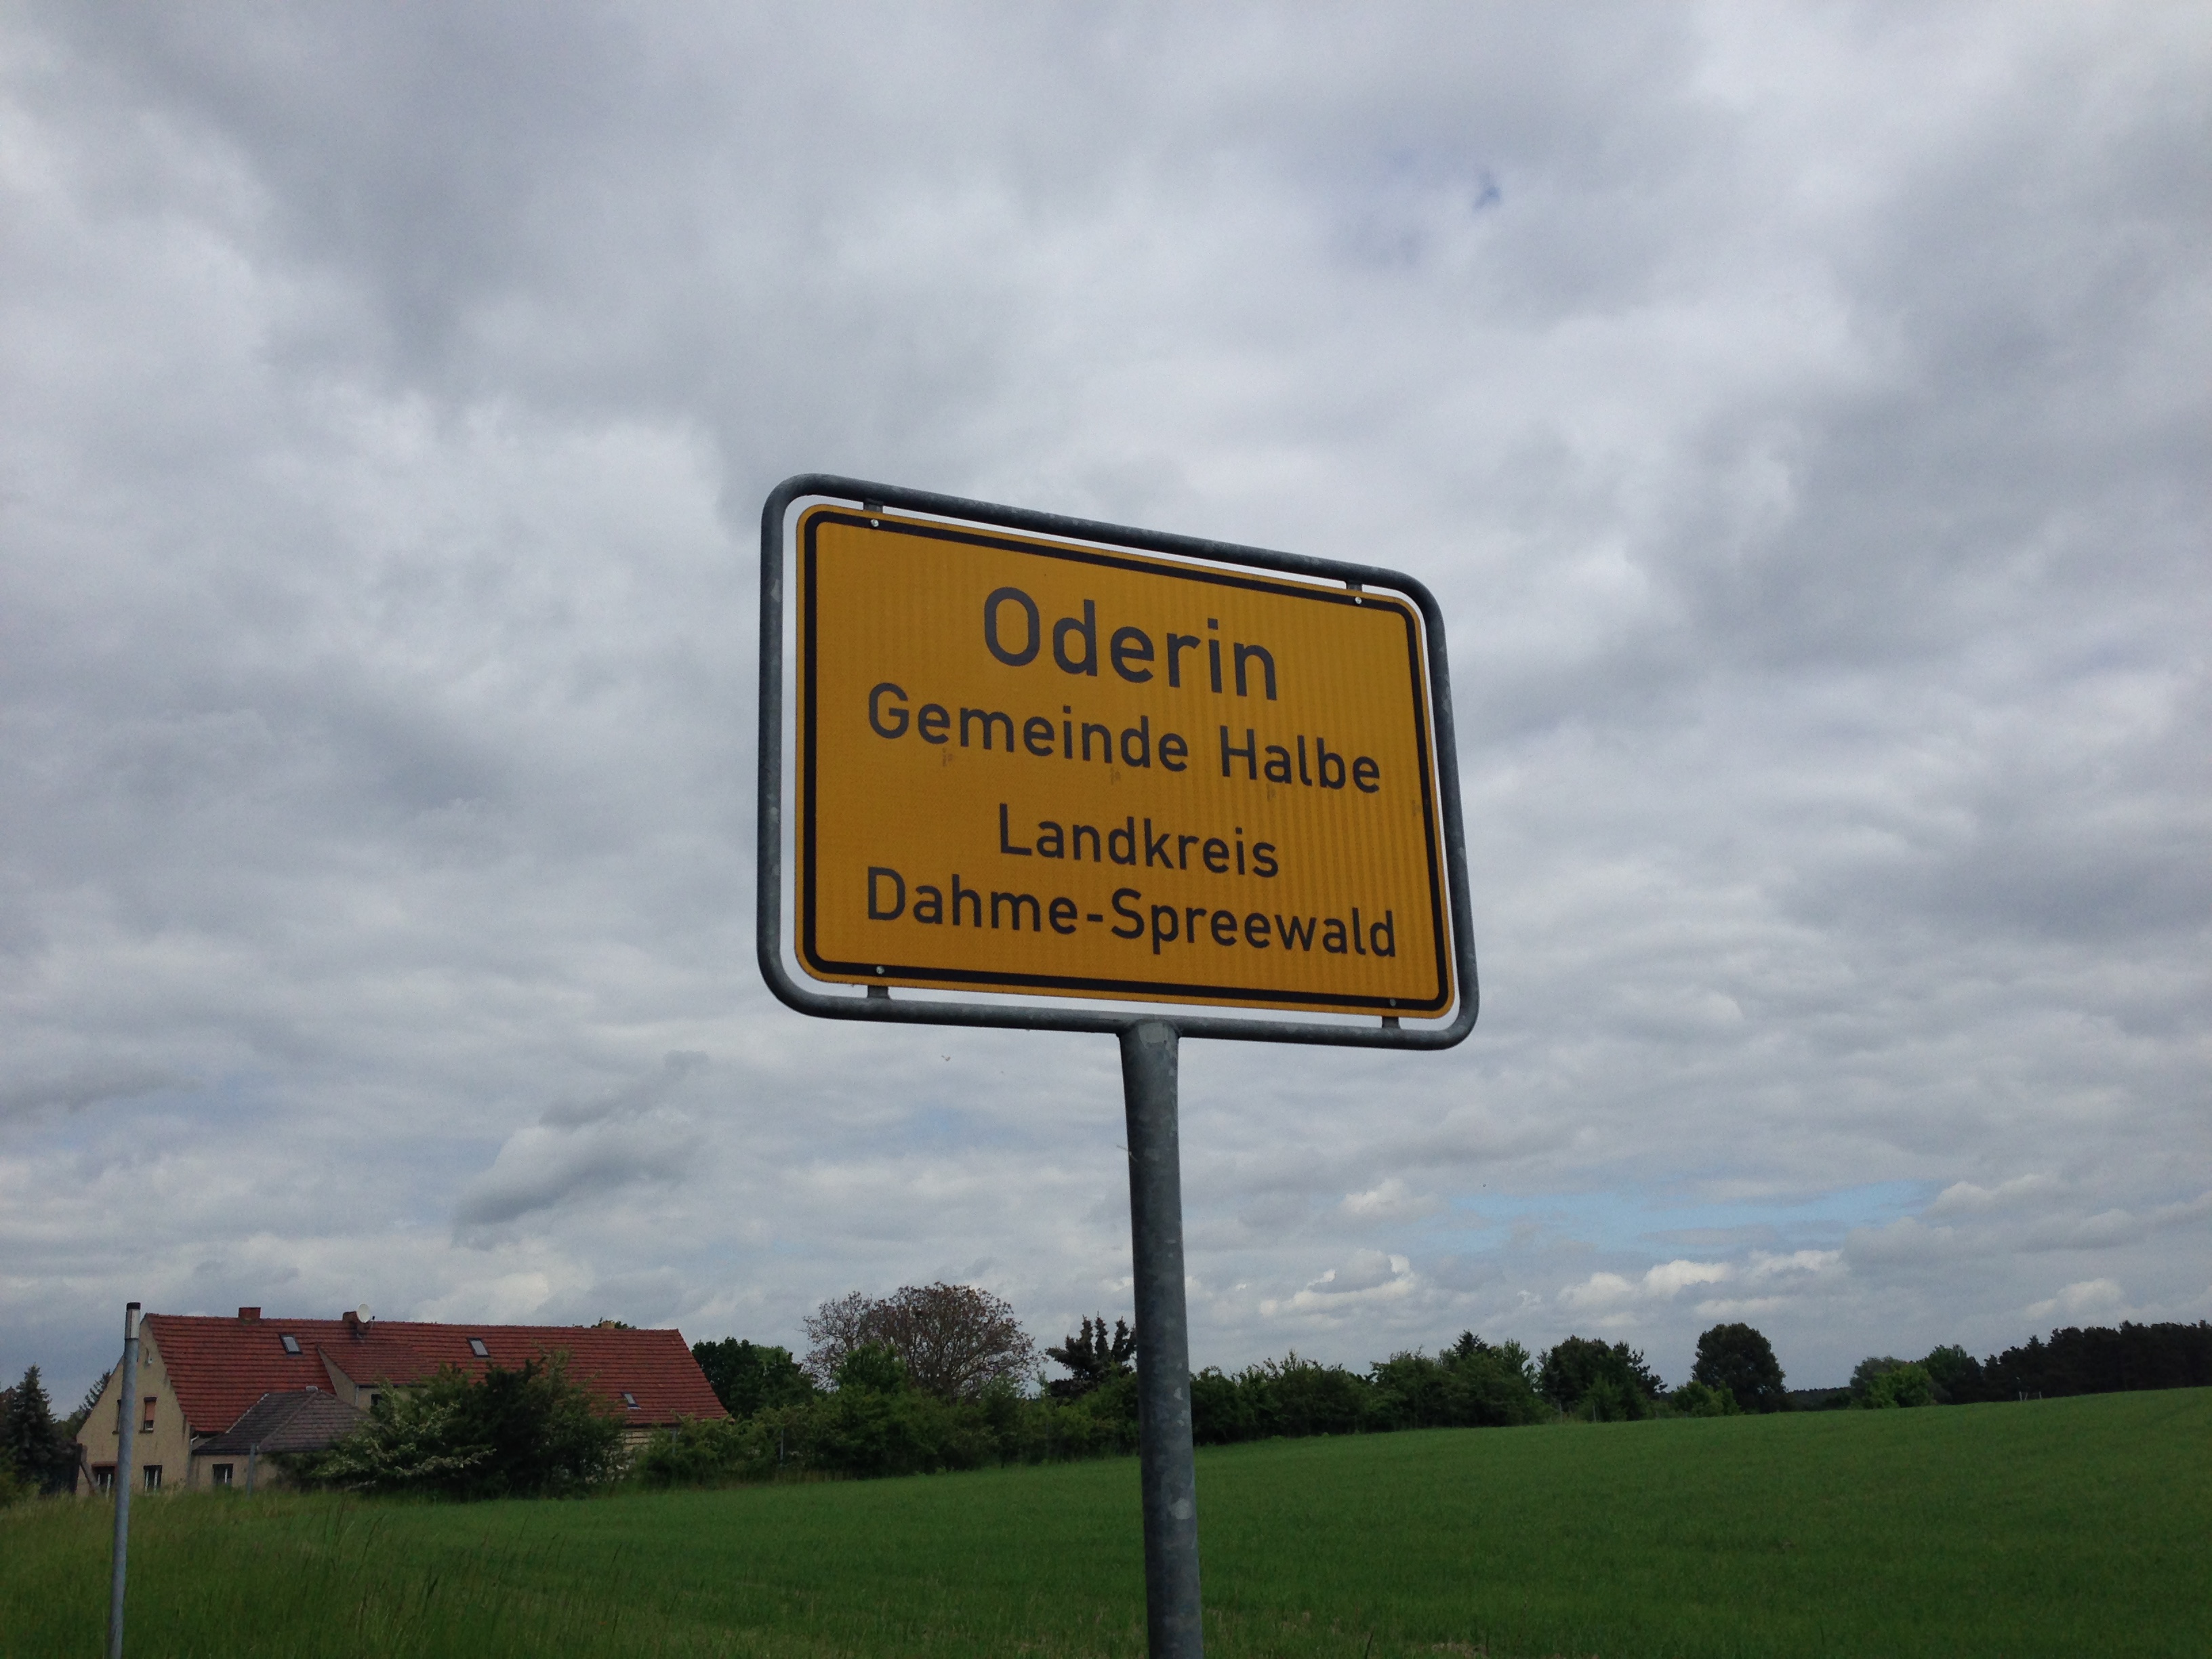 Oderin
Gemeinde Halbe
Landkreis
Dahme-Spreewald